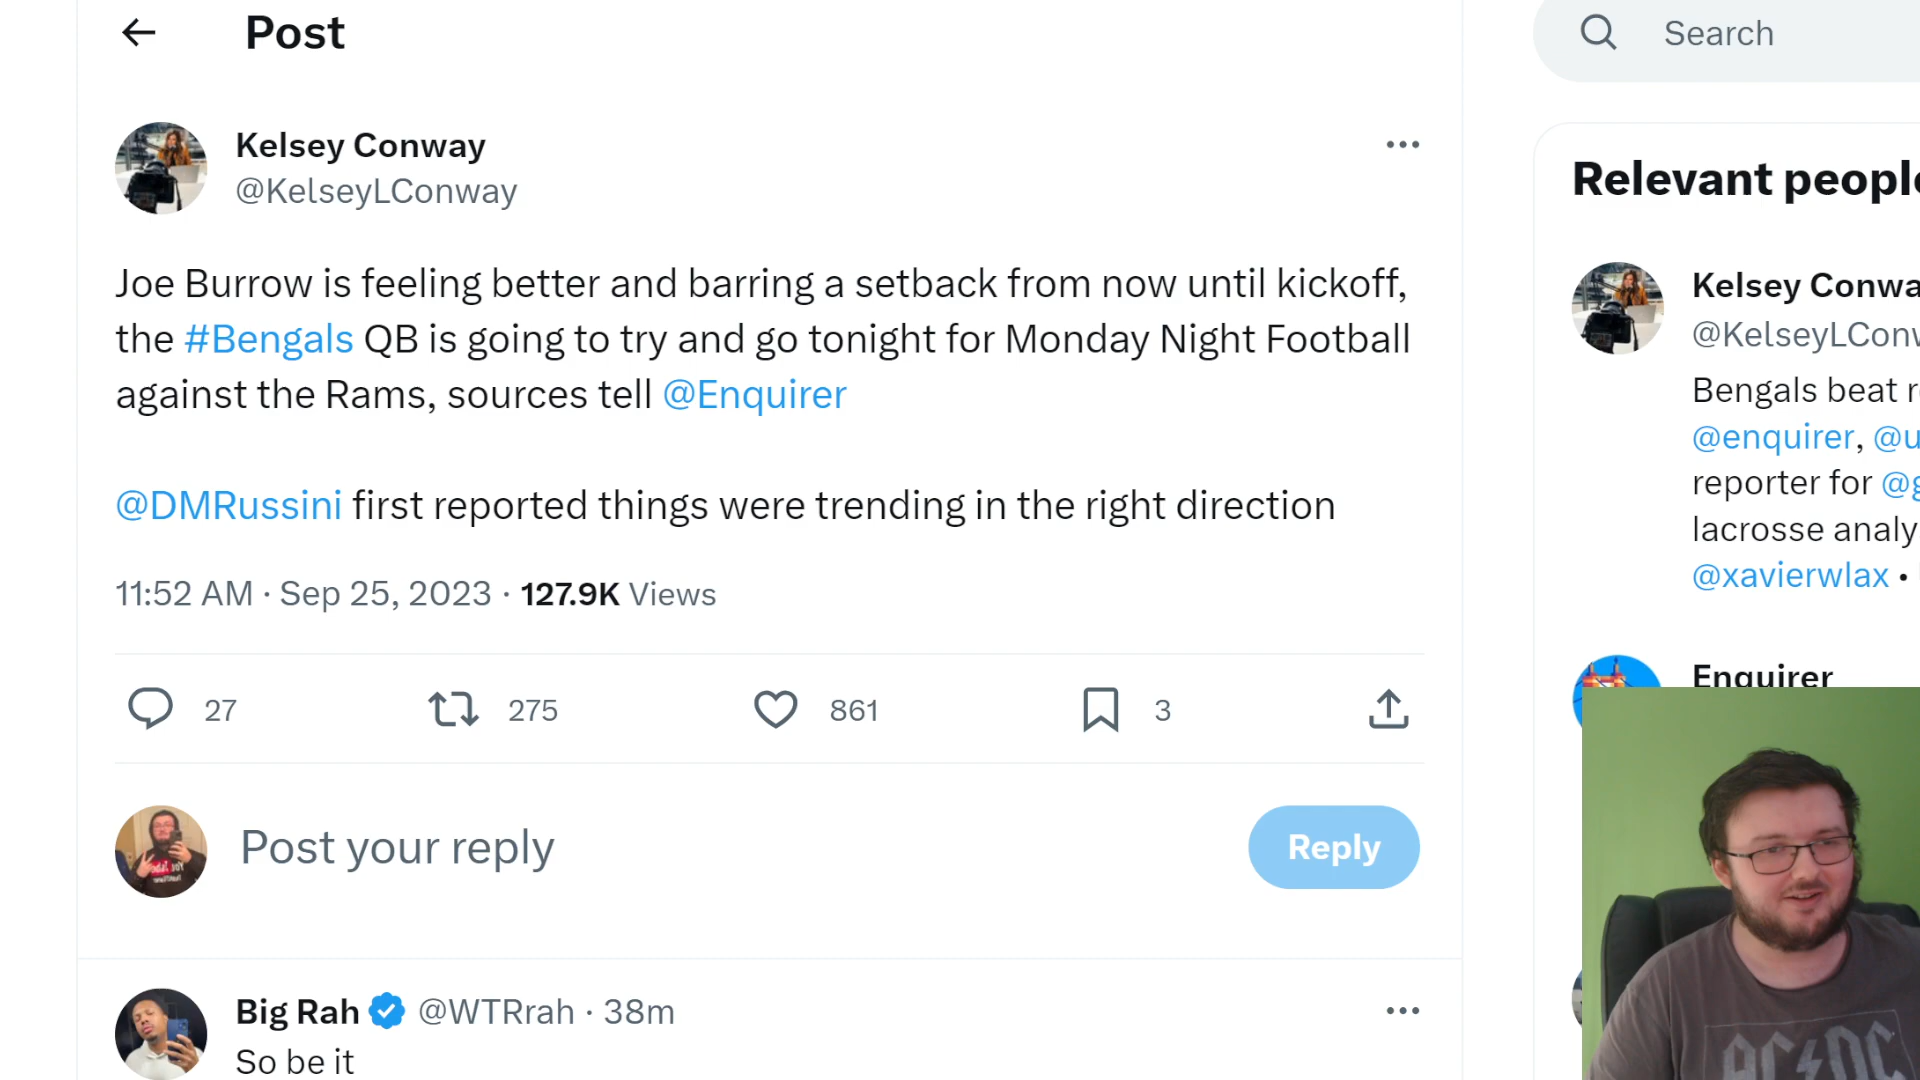 Post
Search
Kelsey Conway
@KelseyLConway
Joe Burrow is feeling better and barring a setback from now until kickoff,
the #Bengals QB is going to try and go tonight for Monday Night Football
against the Rams, sources tell @Enquirer
@DMRussini first reported things were trending in the right direction
11:52 AM · Sep 25, 2023 · 127.9K Views
27 275 861 3
Post your reply
Reply
Big Rah @WTRrah · 38m
So be it
Relevant people
Kelsey Conwa
@KelseyLConw
Bengals beat r
@enquirer, @u
reporter for @g
lacrosse analy
@xavierwlax •
Enquirer
AC/DC